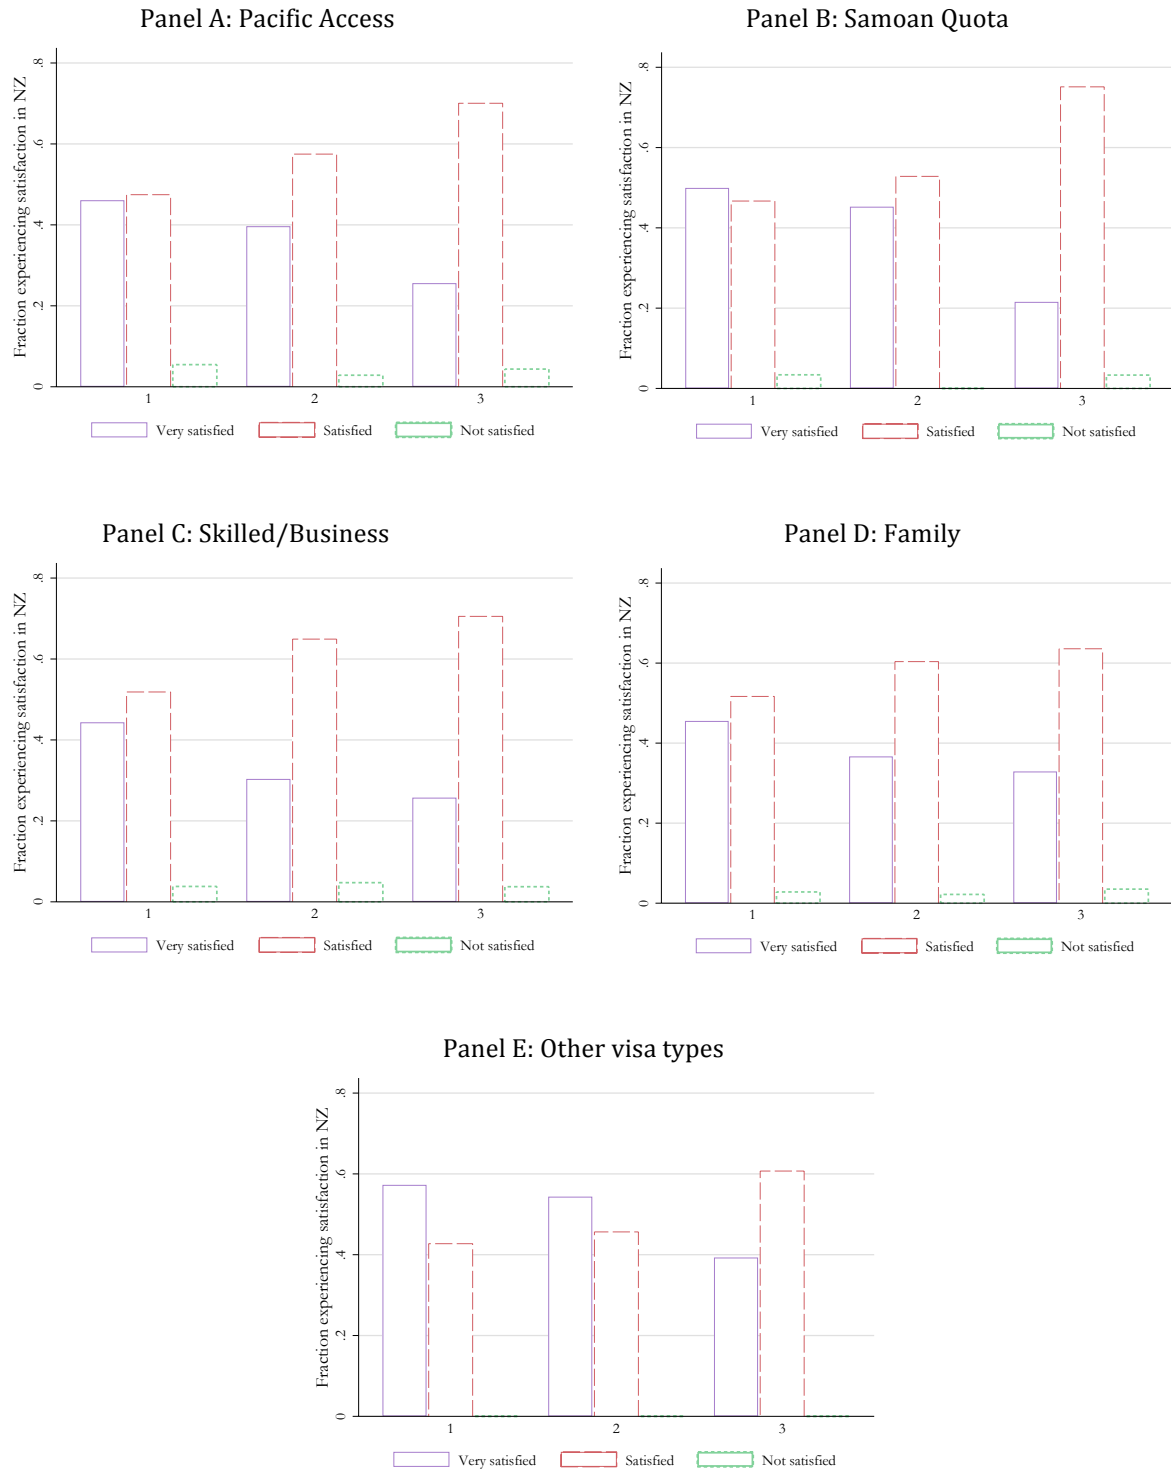 Panel A: Pacific Access
Fraction experiencing satisfaction in NZ
.8
.6
.4
.2
0
1 2 3
Very satisfied Satisfied Not satisfied
Panel B: Samoan Quota
Fraction experiencing satisfaction in NZ
.8
.6
.4
.2
0
1 2 3
Very satisfied Satisfied Not satisfied
Panel C: Skilled/Business
Fraction experiencing satisfaction in NZ
.8
.6
.4
.2
0
1 2 3
Very satisfied Satisfied Not satisfied
Panel D: Family
Fraction experiencing satisfaction in NZ
.8
.6
.4
.2
0
1 2 3
Very satisfied Satisfied Not satisfied
Panel E: Other visa types
Fraction experiencing satisfaction in NZ
.8
.6
.4
.2
0
1 2 3
Very satisfied Satisfied Not satisfied